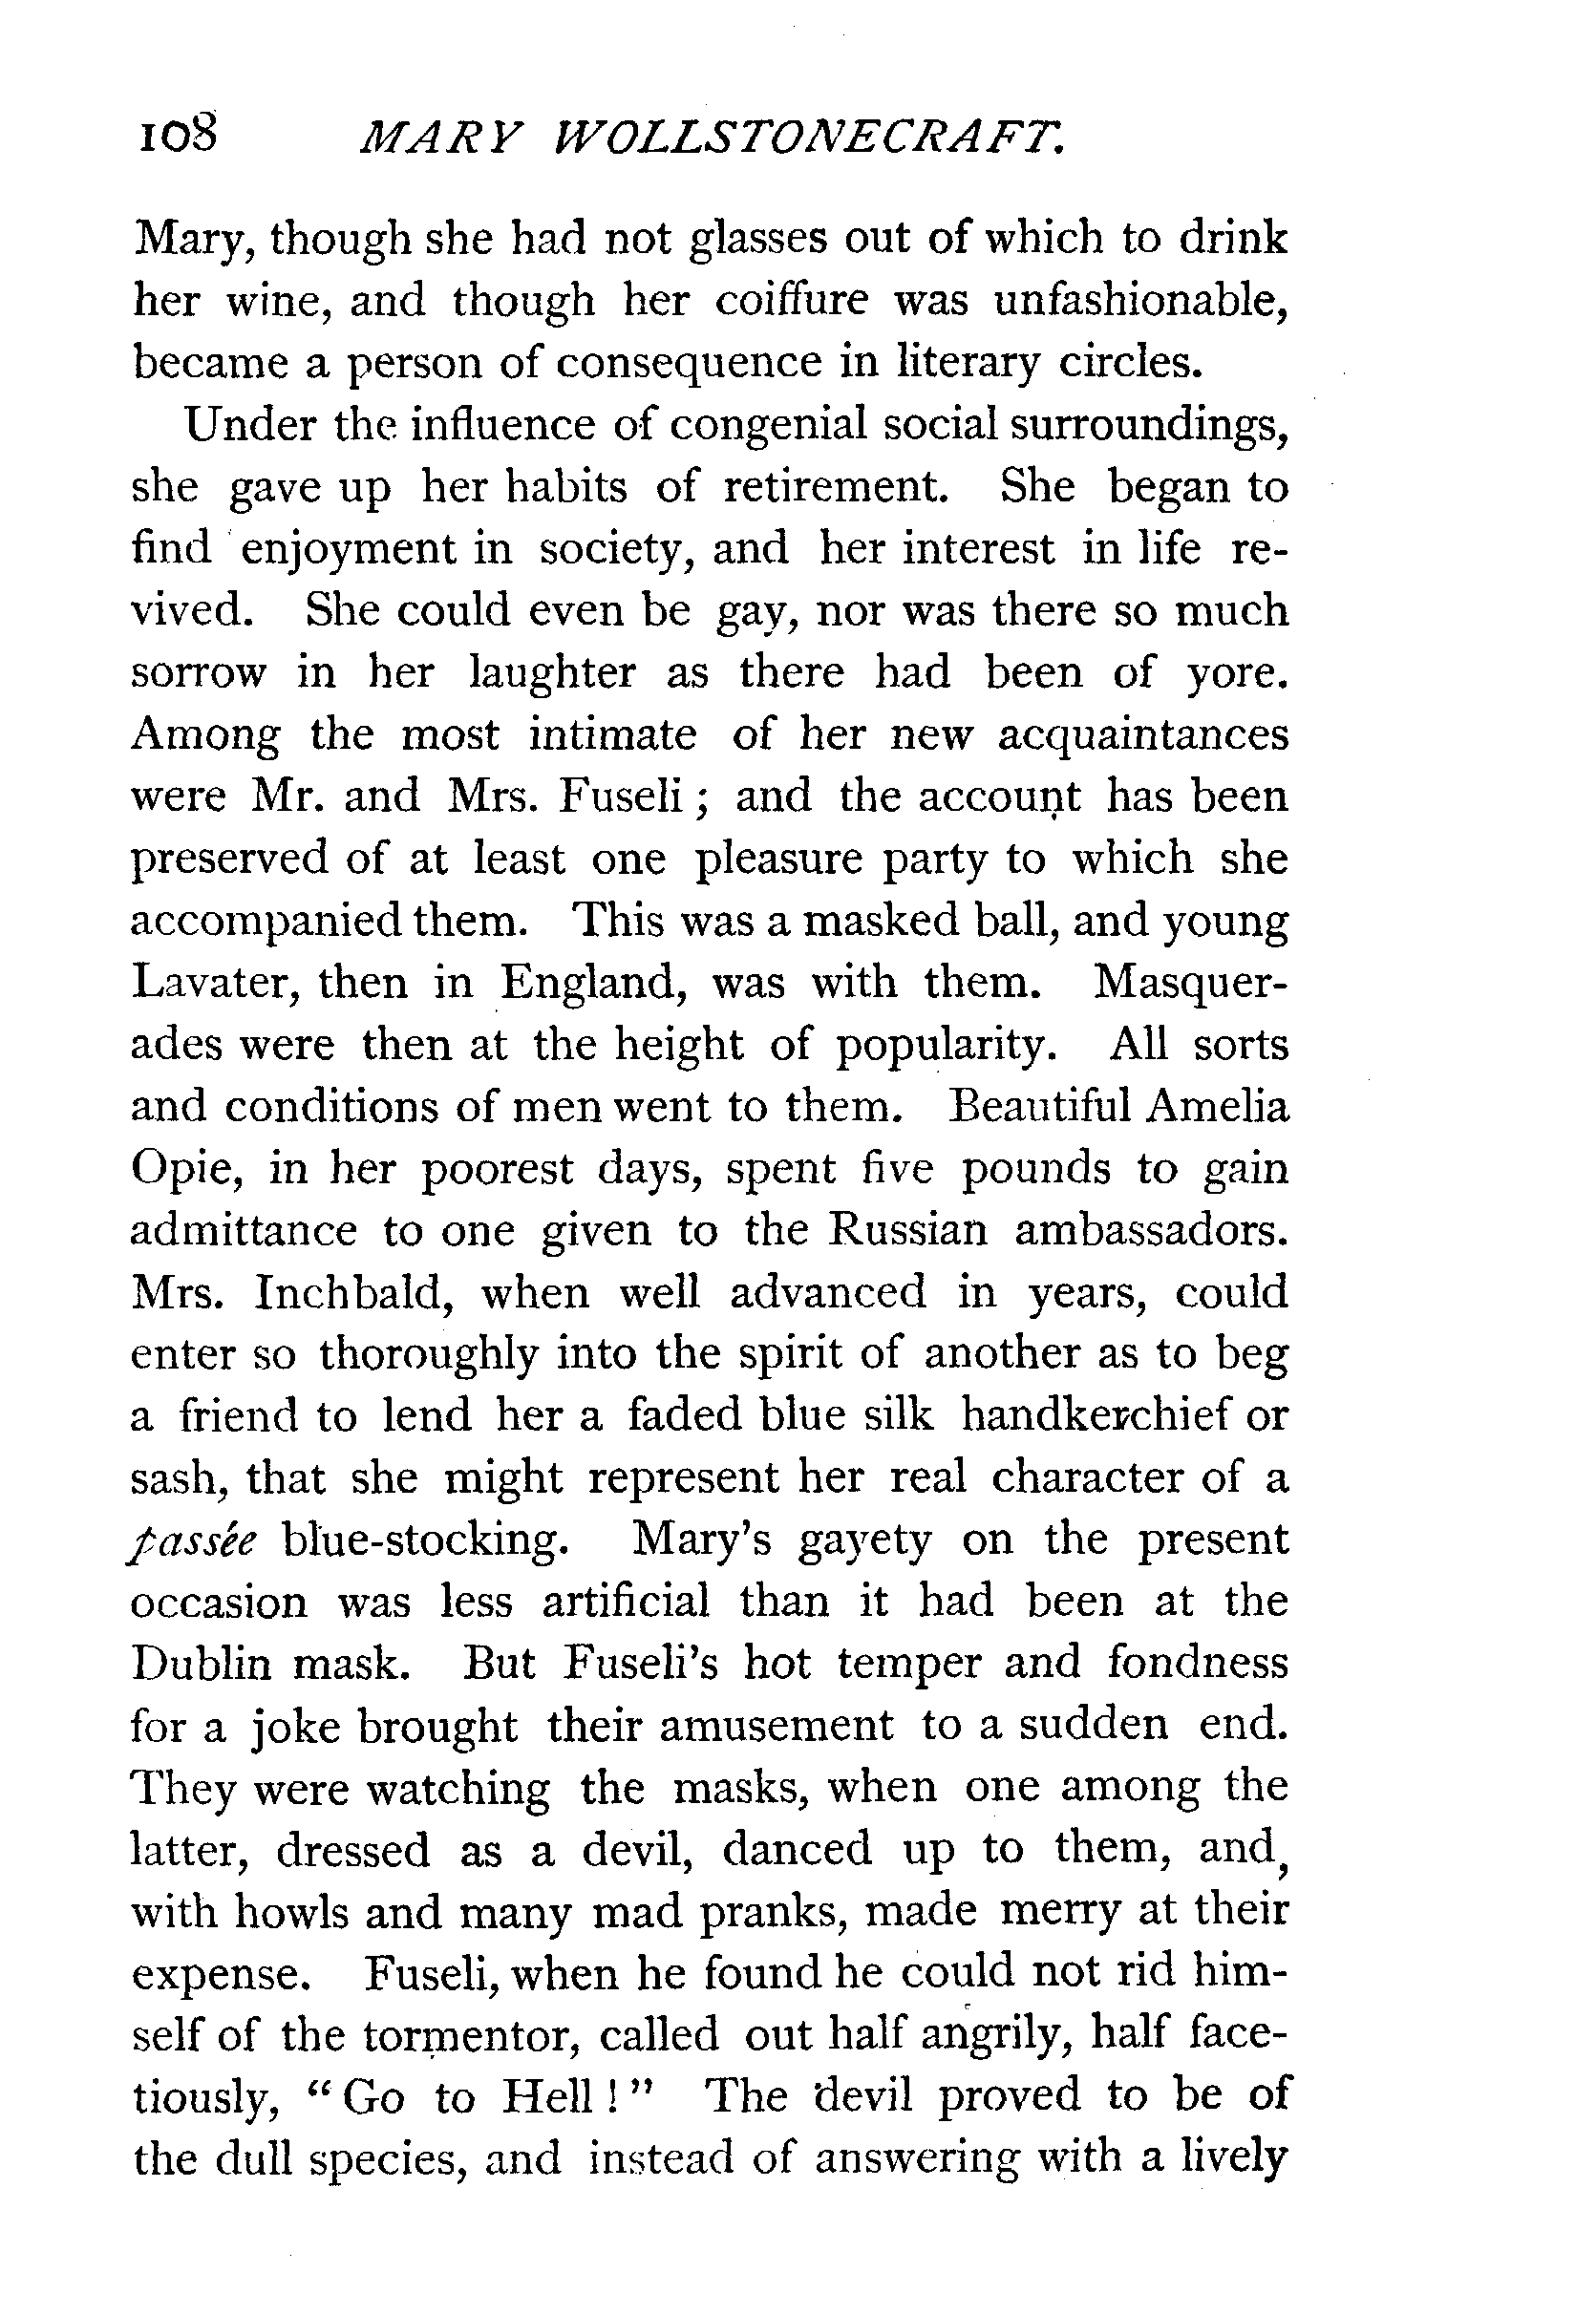 108 MARY WOLLSTONECRAFT.
Mary, though she had not glasses out of which to drink
her wine, and though her coiffure was unfashionable,
became a person of consequence in literary circles.
Under the influence of congenial social surroundings,
she gave up her habits of retirement. She began to
find enjoyment in society, and her interest in life re-
vived. She could even be gay, nor was there so much
sorrow in her laughter as there had been of yore.
Among the most intimate of her new acquaintances
were Mr. and Mrs. Fuseli ; and the account has been
preserved of at least one pleasure party to which she
accompanied them. This was a masked ball, and young
Lavater, then in England, was with them. Masquer-
ades were then at the height of popularity. All sorts
and conditions of men went to them. Beautiful Amelia
Opie, in her poorest days, spent five pounds to gain
admittance to one given to the Russian ambassadors.
Mrs. Inchbald, when well advanced in years, could
enter so thoroughly into the spirit of another as to beg
a friend to lend her a faded blue silk handkerchief or
sash, that she might represent her real character of a
passée blue-stocking. Mary's gayety on the present
occasion was less artificial than it had been at the
Dublin mask. But Fuseli's hot temper and fondness
for a joke brought their amusement to a sudden end.
They were watching the masks, when one among the
latter, dressed as a devil, danced up to them, and,
with howls and many mad pranks, made merry at their
expense. Fuseli, when he found he could not rid him-
self of the tormentor, called out half angrily, half face-
tiously, “ Go to Hell ! ” The devil proved to be of
the dull species, and instead of answering with a lively